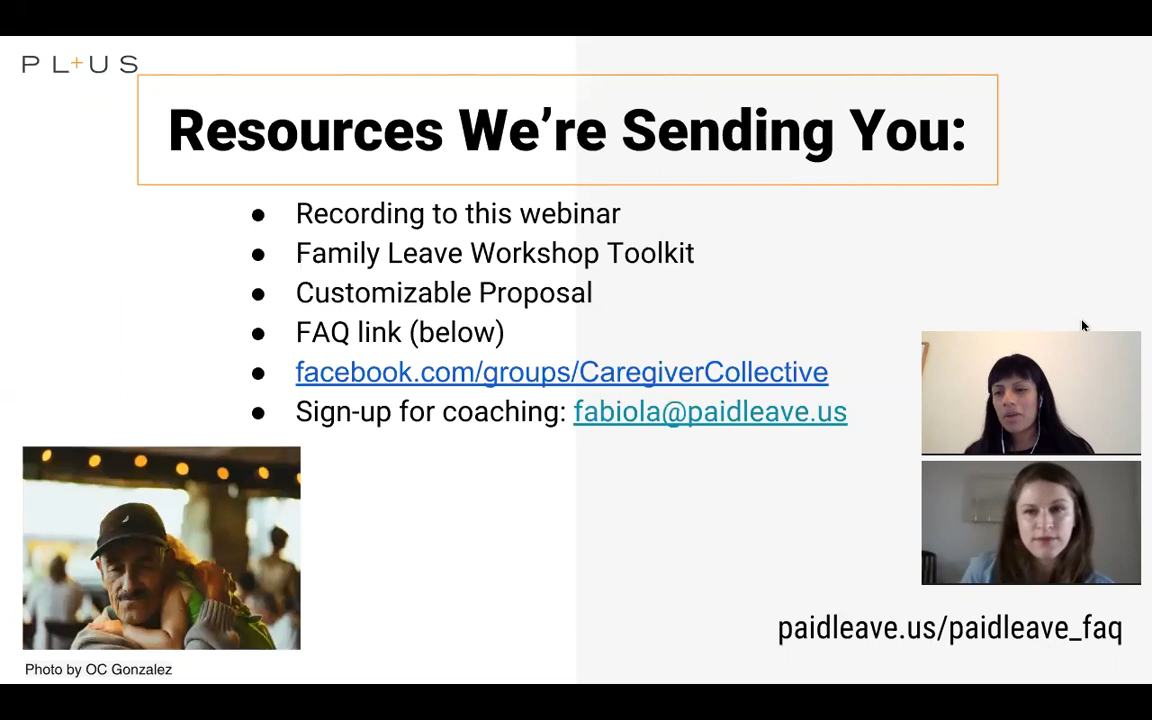 PL+US
Resources We’re Sending You:
● Recording to this webinar
● Family Leave Workshop Toolkit
● Customizable Proposal
● FAQ link (below)
● facebook.com/groups/CaregiverCollective
● Sign-up for coaching: fabiola@paidleave.us
paidleave.us/paidleave_faq
Photo by OC Gonzalez